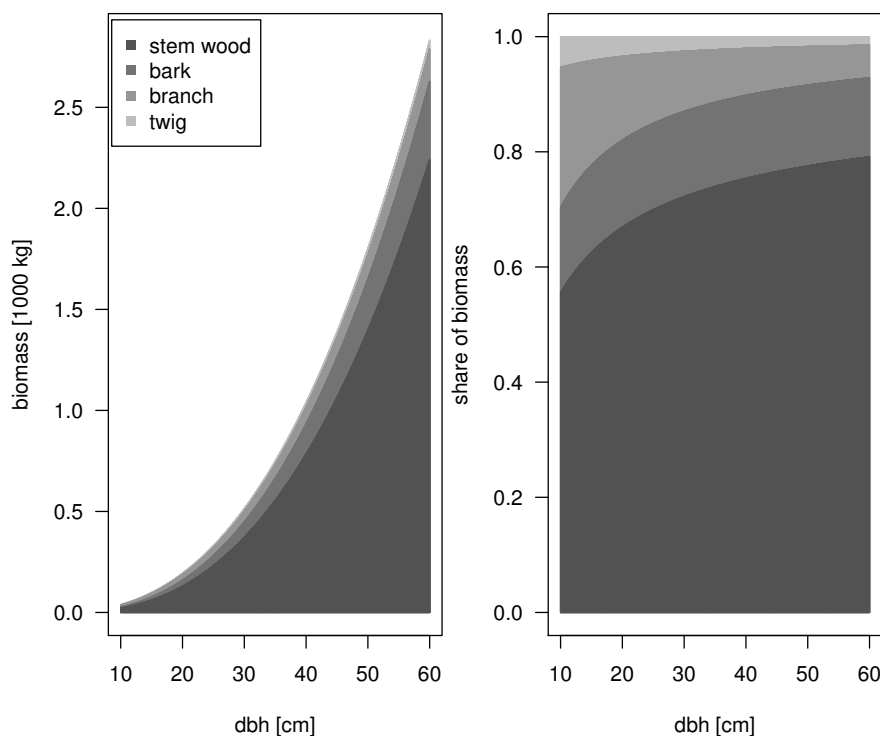 stem wood
bark
branch
twig
biomass [1000 kg]
2.5
2.0
1.5
1.0
0.5
0.0
10 20 30 40 50 60
dbh [cm]
share of biomass
1.0
0.8
0.6
0.4
0.2
0.0
10 20 30 40 50 60
dbh [cm]